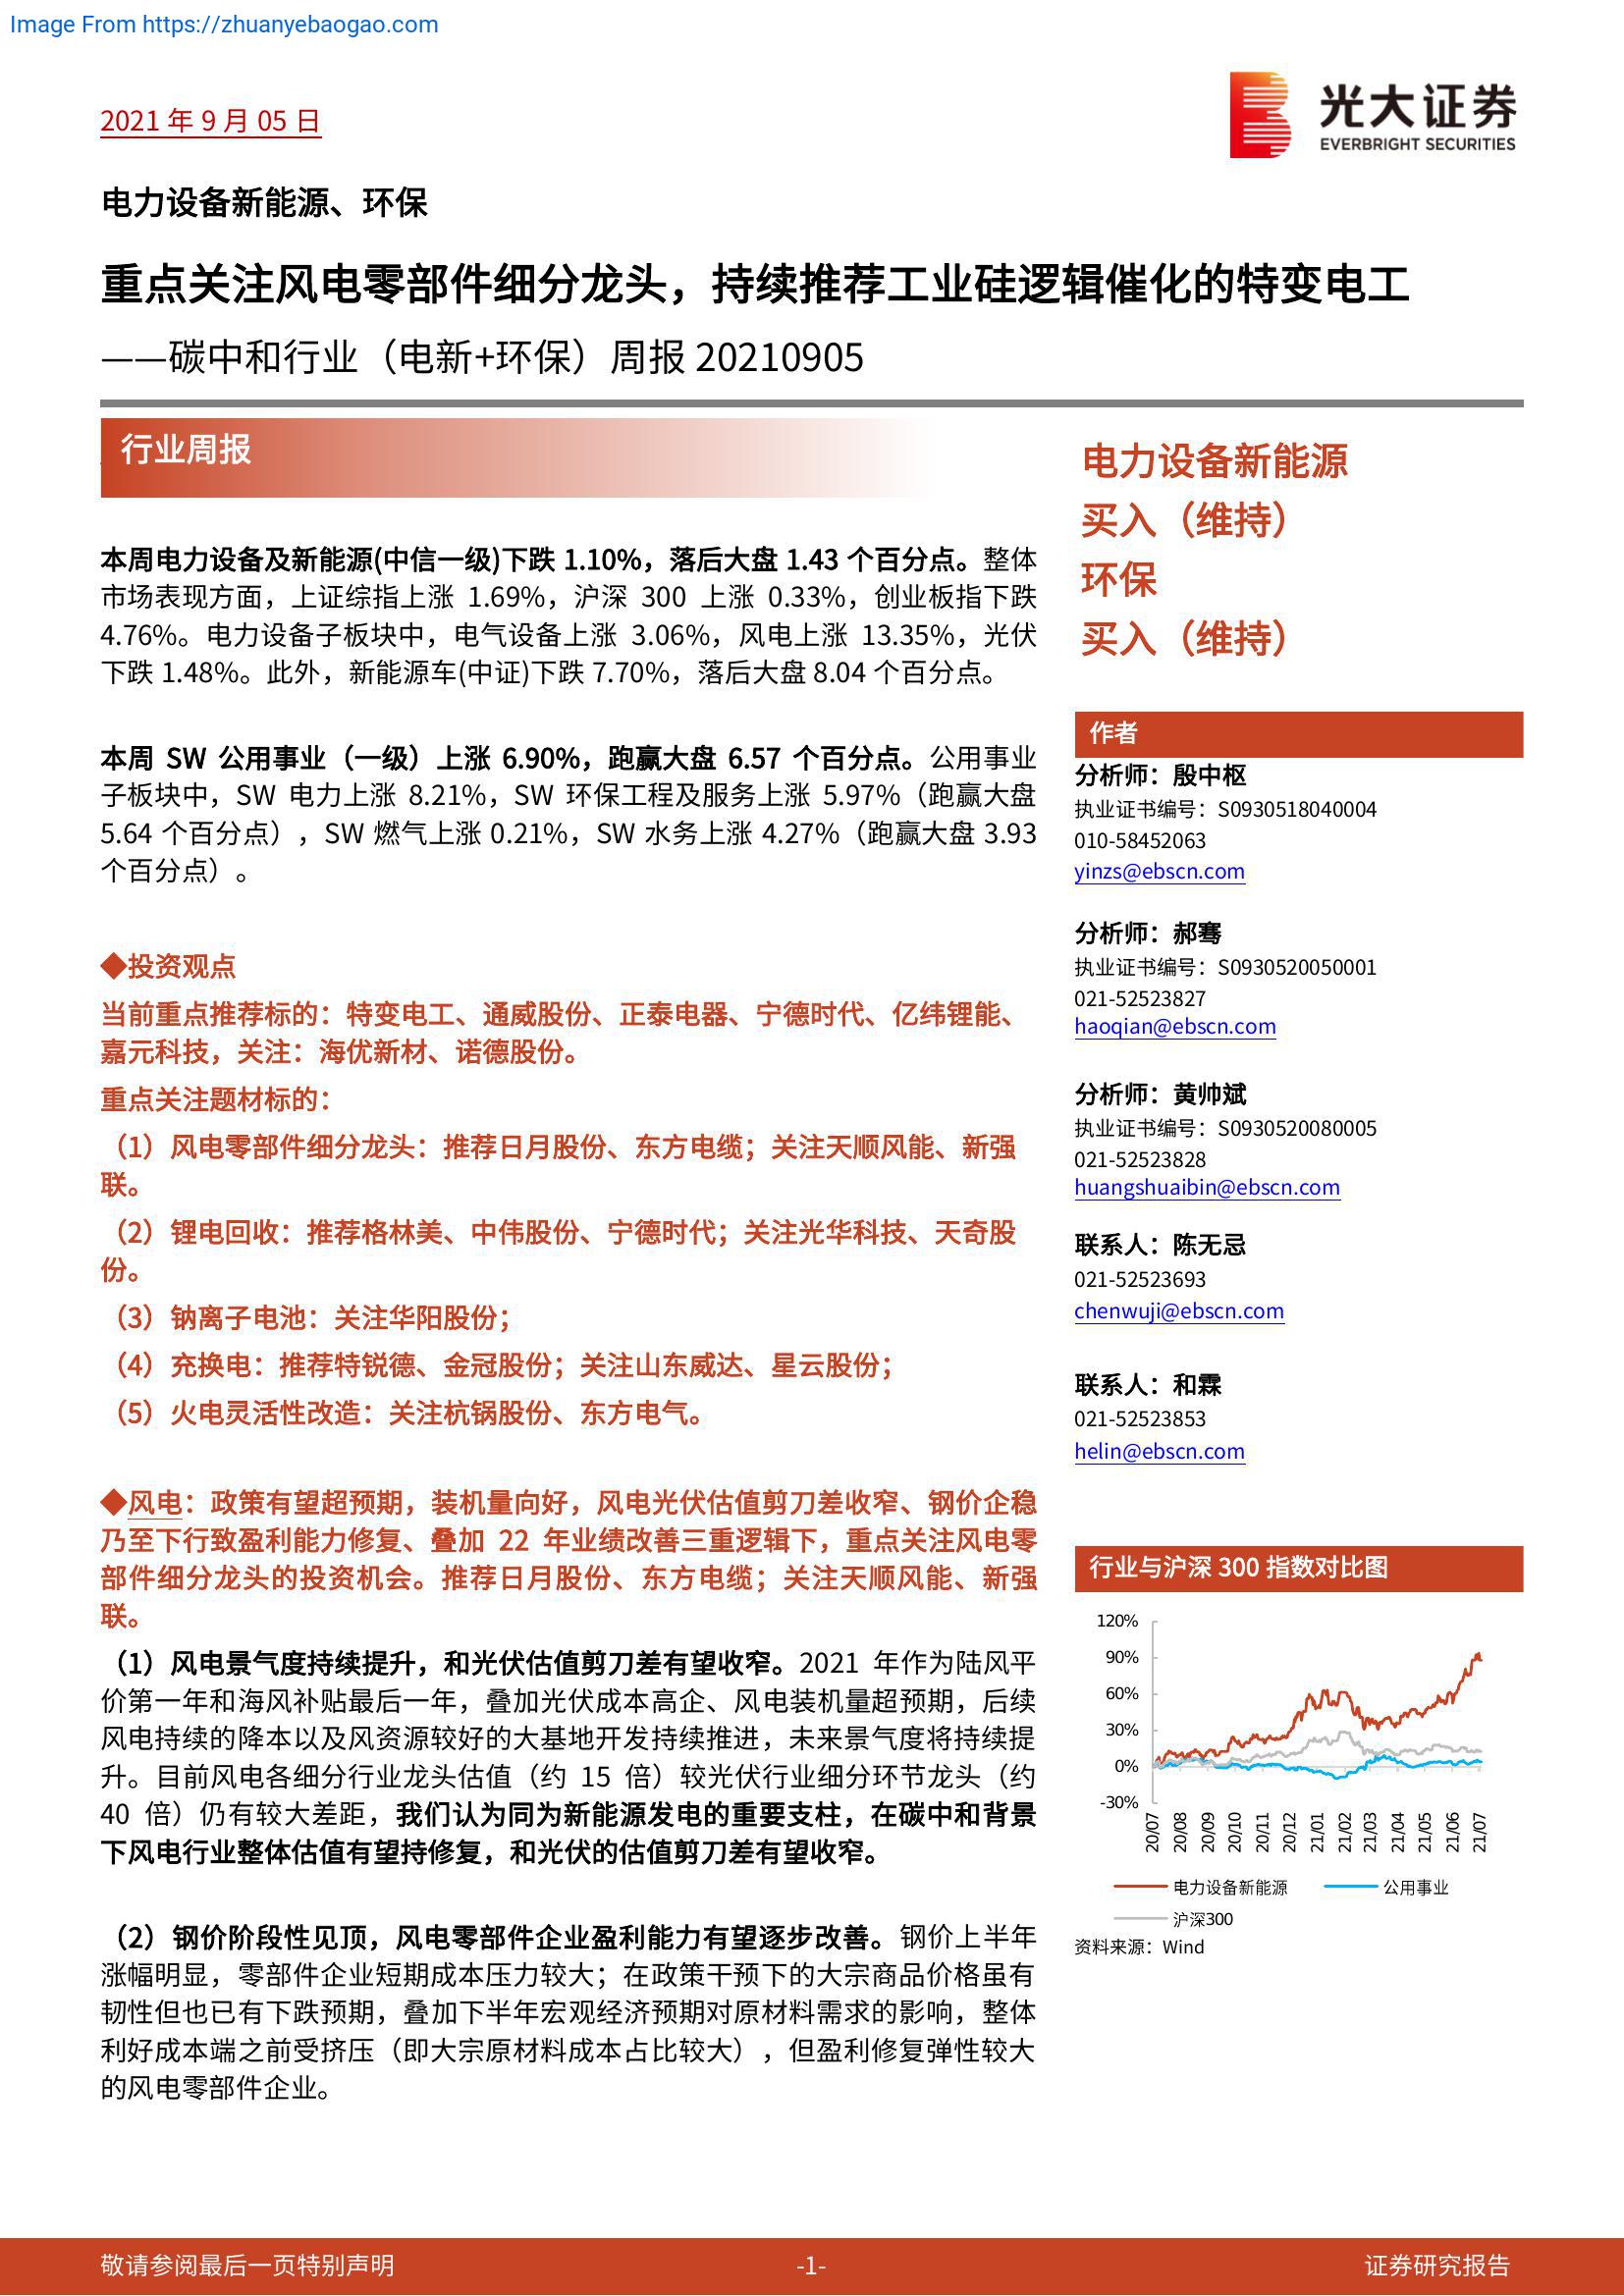 Image From https://zhuanyebaogao.com
2021 年 9 月 05 日
光大证券
EVERBRIGHT SECURITIES
电力设备新能源、环保
重点关注风电零部件细分龙头，持续推荐工业硅逻辑催化的特变电工
——碳中和行业（电新+环保）周报 20210905
行业周报
本周电力设备及新能源(中信一级)下跌 1.10%，落后大盘 1.43 个百分点。整体
市场表现方面，上证综指上涨 1.69%，沪深 300 上涨 0.33%，创业板指下跌
4.76%。电力设备子板块中，电气设备上涨 3.06%，风电上涨 13.35%，光伏
下跌 1.48%。此外，新能源车(中证)下跌 7.70%，落后大盘 8.04 个百分点。
本周 SW 公用事业（一级）上涨 6.90%，跑赢大盘 6.57 个百分点。公用事业
子板块中，SW 电力上涨 8.21%，SW 环保工程及服务上涨 5.97%（跑赢大盘
5.64 个百分点），SW 燃气上涨 0.21%，SW 水务上涨 4.27%（跑赢大盘 3.93
个百分点）。
◆投资观点
当前重点推荐标的：特变电工、通威股份、正泰电器、宁德时代、亿纬锂能、
嘉元科技，关注：海优新材、诺德股份。
重点关注题材标的：
（1）风电零部件细分龙头：推荐日月股份、东方电缆；关注天顺风能、新强
联。
（2）锂电回收：推荐格林美、中伟股份、宁德时代；关注光华科技、天奇股
份。
（3）钠离子电池：关注华阳股份；
（4）充换电：推荐特锐德、金冠股份；关注山东威达、星云股份；
（5）火电灵活性改造：关注杭锅股份、东方电气。
◆风电：政策有望超预期，装机量向好，风电光伏估值剪刀差收窄、钢价企稳
乃至下行致盈利能力修复、叠加 22 年业绩改善三重逻辑下，重点关注风电零
部件细分龙头的投资机会。推荐日月股份、东方电缆；关注天顺风能、新强
联。
（1）风电景气度持续提升，和光伏估值剪刀差有望收窄。2021 年作为陆风平
价第一年和海风补贴最后一年，叠加光伏成本高企、风电装机量超预期，后续
风电持续的降本以及风资源较好的大基地开发持续推进，未来景气度将持续提
升。目前风电各细分行业龙头估值（约 15 倍）较光伏行业细分环节龙头（约
40 倍）仍有较大差距，我们认为同为新能源发电的重要支柱，在碳中和背景
下风电行业整体估值有望持修复，和光伏的估值剪刀差有望收窄。
（2）钢价阶段性见顶，风电零部件企业盈利能力有望逐步改善。钢价上半年
涨幅明显，零部件企业短期成本压力较大；在政策干预下的大宗商品价格虽有
韧性但也已有下跌预期，叠加下半年宏观经济预期对原材料需求的影响，整体
利好成本端之前受挤压（即大宗原材料成本占比较大），但盈利修复弹性较大
的风电零部件企业。
电力设备新能源
买入（维持）
环保
买入（维持）
作者
分析师：殷中枢
执业证书编号：S0930518040004
010-58452063
yinzs@ebscn.com
分析师：郝骞
执业证书编号：S0930520050001
021-52523827
haoqian@ebscn.com
分析师：黄帅斌
执业证书编号：S0930520080005
021-52523828
huangshuaibin@ebscn.com
联系人：陈无忌
021-52523693
chenwuji@ebscn.com
联系人：和霖
021-52523853
helin@ebscn.com
行业与沪深 300 指数对比图
120%
90%
60%
30%
0%
-30%
20/07 20/08 20/09 20/10 20/11 20/12 21/01 21/02 21/03 21/04 21/05 21/06 21/07
电力设备新能源 公用事业
沪深300
资料来源：Wind
敬请参阅最后一页特别声明 -1- 证券研究报告